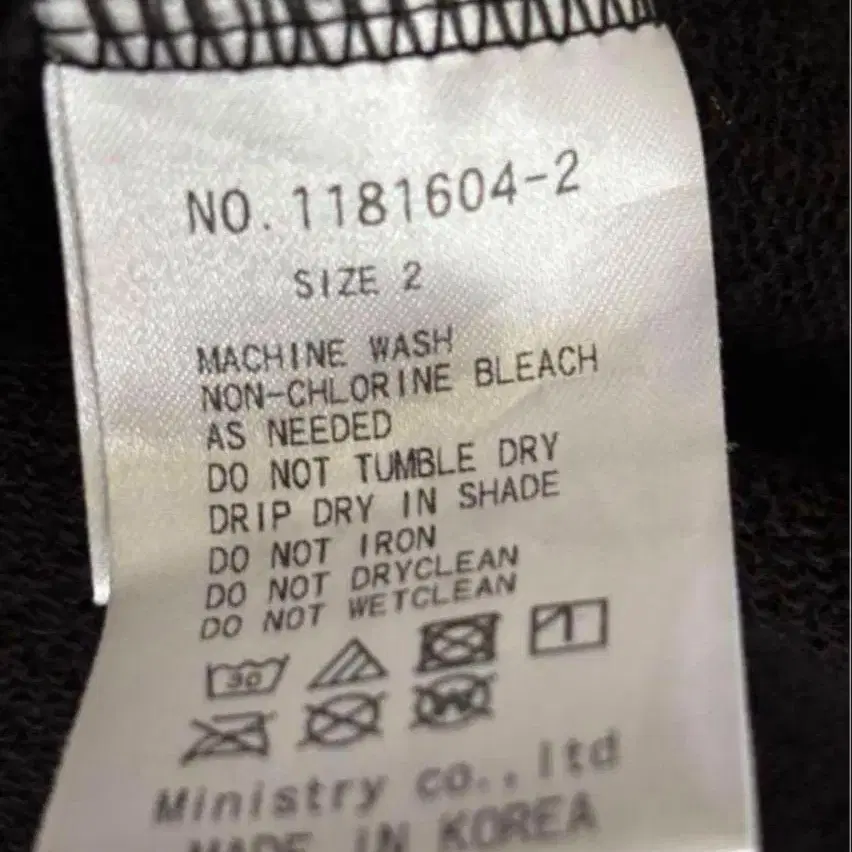 NO. 1181604-2
SIZE 2
MACHINE WASH
NON-CHLORINE BLEACH
AS NEEDED
DO NOT TUMBLE DRY
DRIP DRY IN SHADE
DO NOT IRON
DO NOT DRYCLEAN
DO NOT WETCLEAN
30
W
Ministry co., ltd
MADE IN KOREA